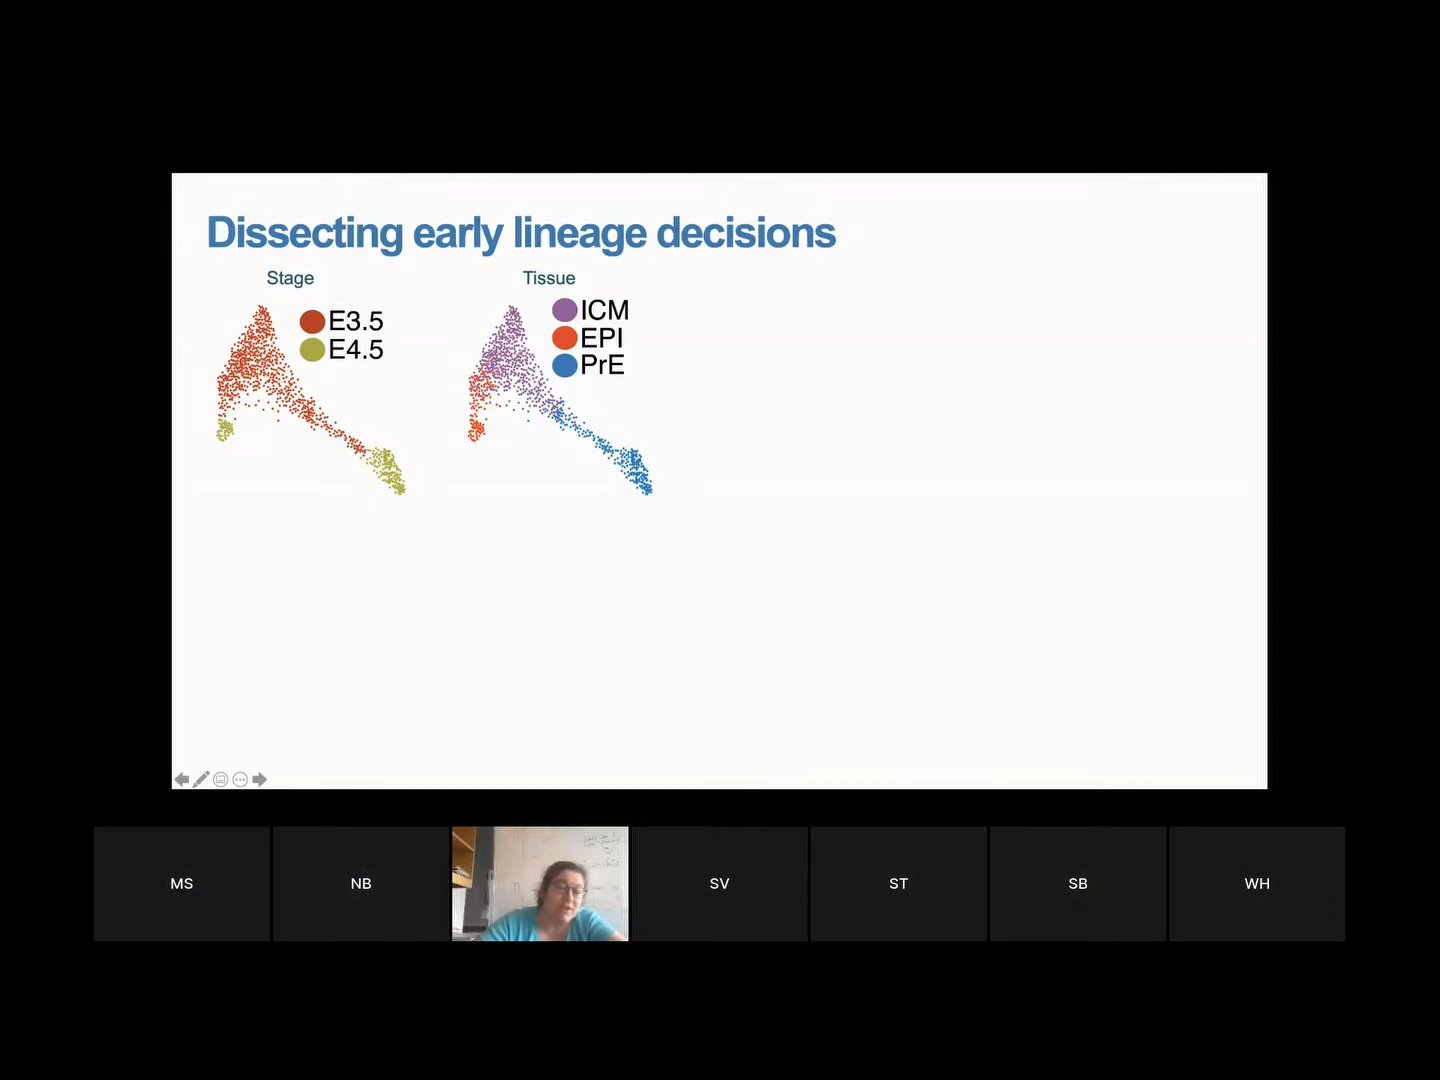 Dissecting early lineage decisions
Stage
Tissue
E3.5
E4.5
ICM
EPI
PrE
MS
NB
SV
ST
SB
WH